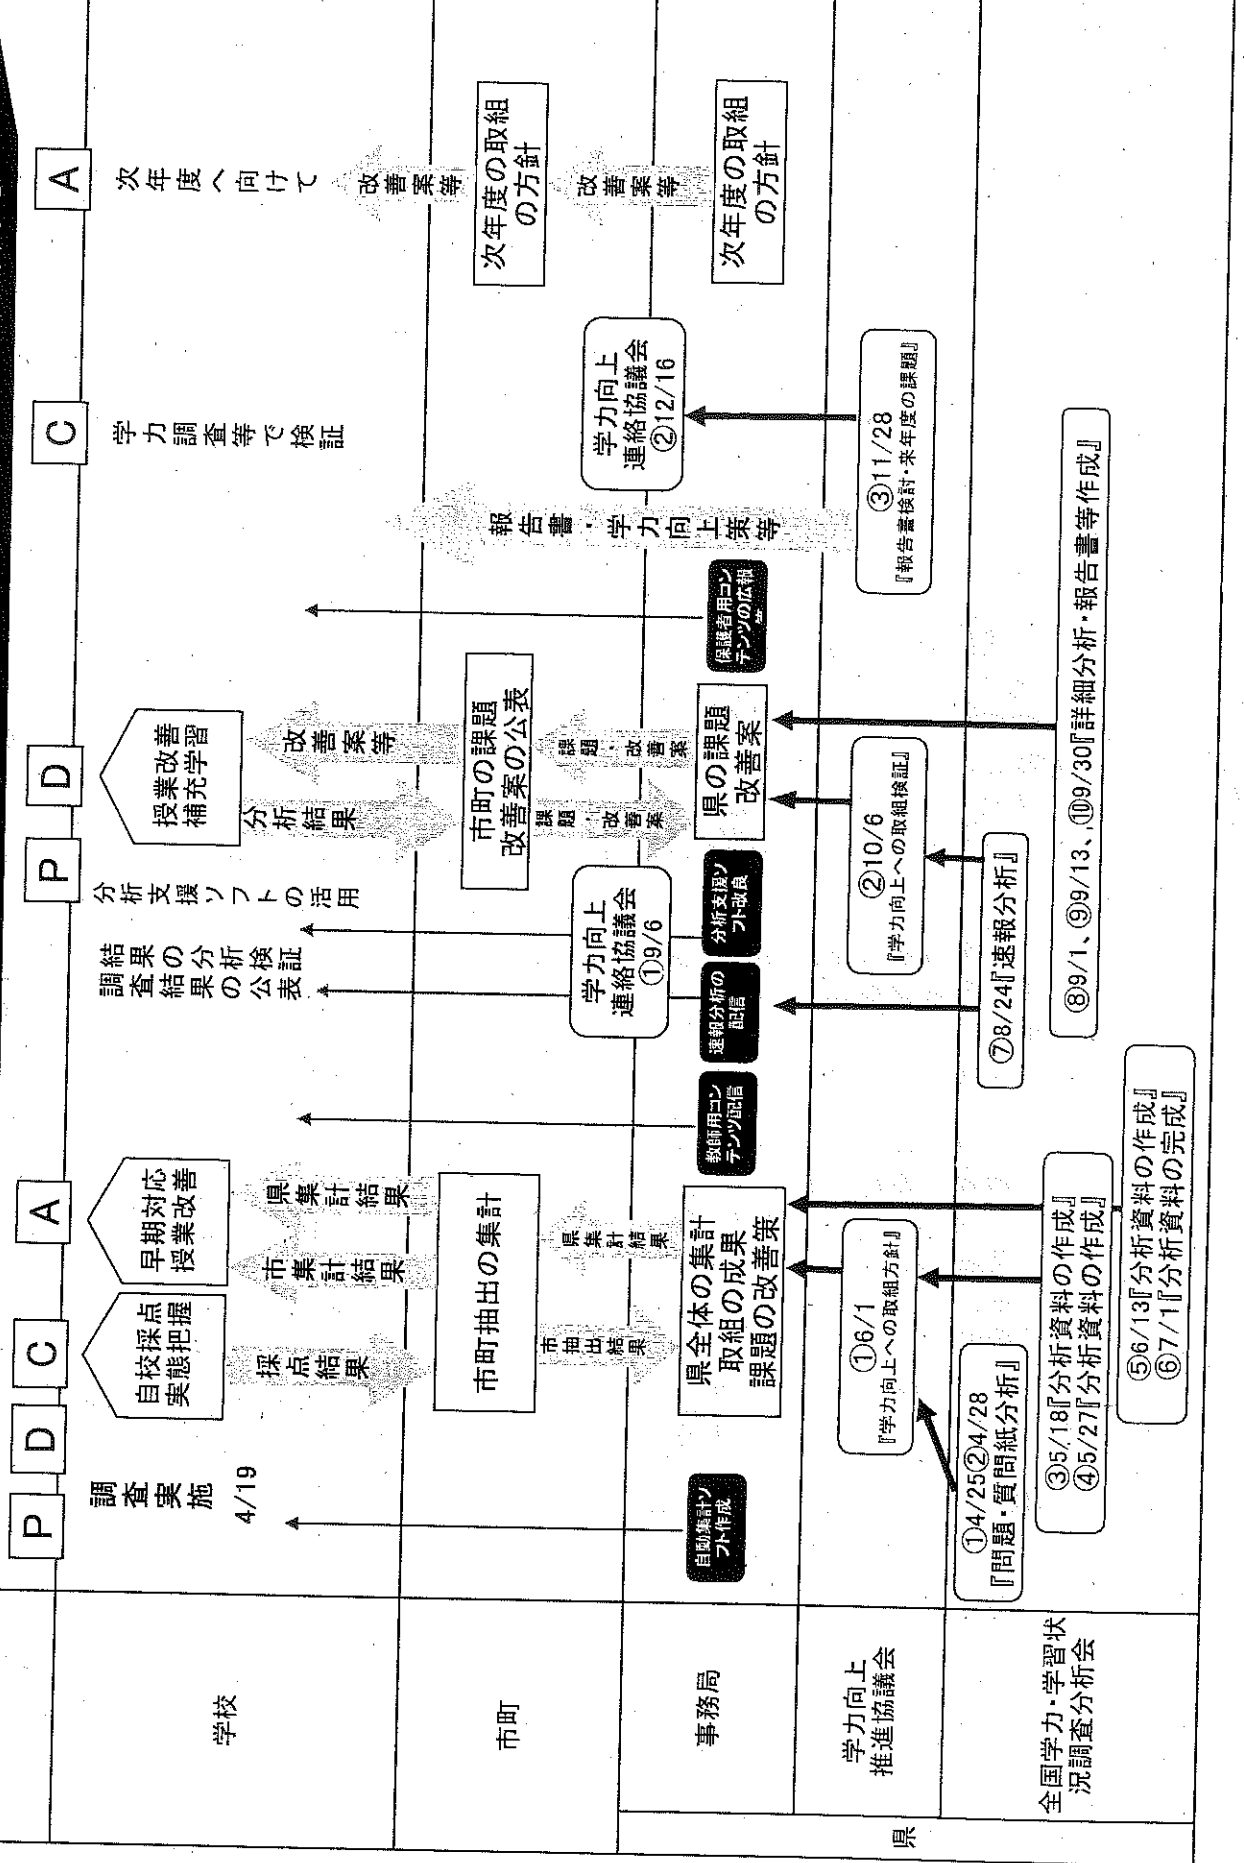 P
D
C
A
P
D
C
A
学校
調査実施
4/19
自校採点
実態把握
早期対応
授業改善
調査結果の分析
結果の公表
検証
分析支援ソフトの活用
授業改善
補充学習
学力調査等で検証
次年度へ向けて
採点結果
市集計結果
県集計結果
分析結果
改善案等
改善案等
市町
市町抽出の集計
学力向上
連絡協議会
①9/6
市町の課題
改善案の公表
報告書・学力向上策等
学力向上
連絡協議会
②12/16
次年度の取組
の方針
市抽出結果
県集計結果
課題・改善案
課題・改善案
改善案等
県
事務局
自動集計ソ
フト作成
県全体の集計
取組の成果
課題の改善策
教師用コン
テンツ配信
速報分析の
配信
分析支援ソ
フト改良
県の課題
改善案
保護者用コン
テンツの広報
等
次年度の取組
の方針
学力向上
推進協議会
①6/1
『学力向上への取組方針』
②10/6
『学力向上への取組検証』
③11/28
『報告書検討・来年度の課題』
全国学力・学習状
況調査分析会
①4/25②4/28
『問題・質問紙分析』
③5/18『分析資料の作成』
④5/27『分析資料の作成』
⑤6/13『分析資料の作成』
⑥7/1『分析資料の完成』
⑦8/24『速報分析』
⑧9/1、⑨9/13、⑩9/30『詳細分析・報告書等作成』